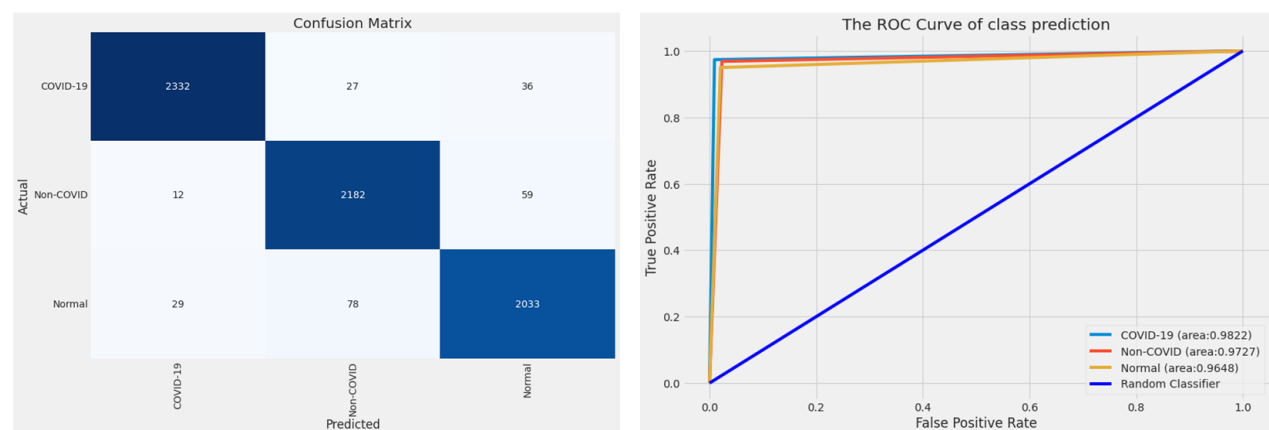 Confusion Matrix
Actual
COVID-19
2332
27
36
Non-COVID
12
2182
59
Normal
29
78
2033
COVID-19
Non-COVID
Normal
Predicted
The ROC Curve of class prediction
True Positive Rate
1.0
0.8
0.6
0.4
0.2
0.0
COVID-19 (area:0.9822)
Non-COVID (area:0.9727)
Normal (area:0.9648)
Random Classifier
0.0
0.2
0.4
0.6
0.8
1.0
False Positive Rate